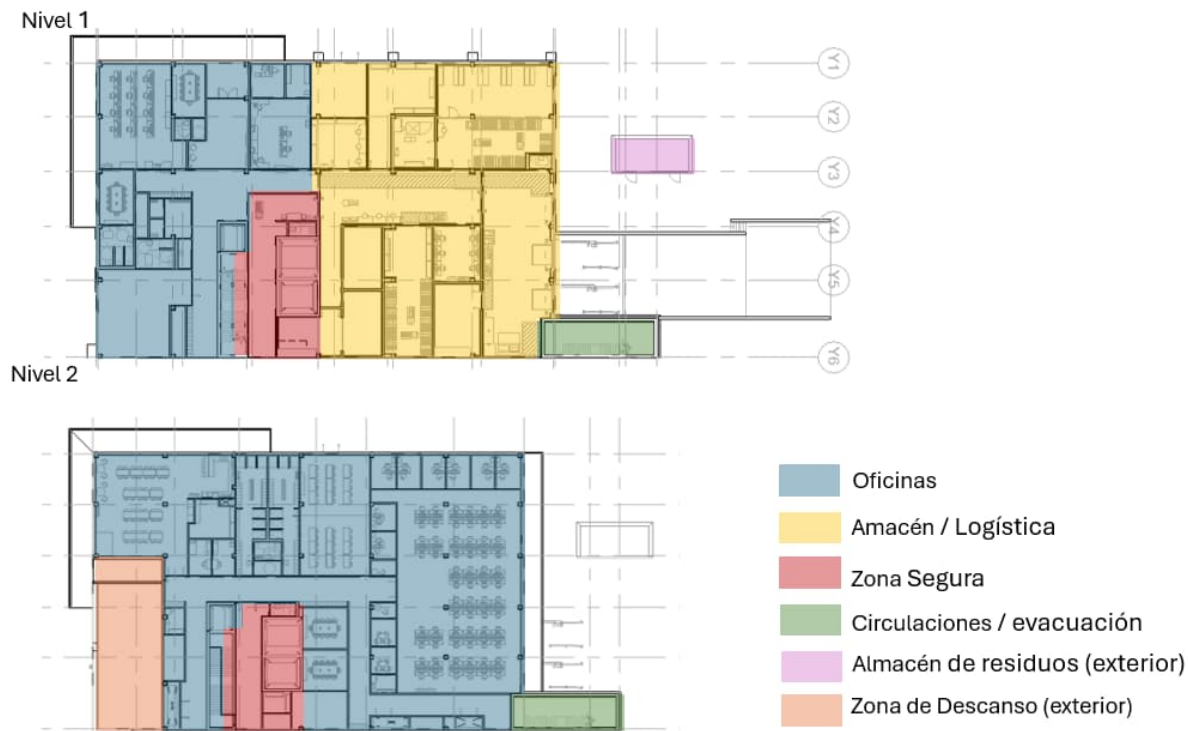 Nivel 1
Y1
Y2
Y3
Y4
Y5
Y6
Nivel 2
Oficinas
Amacén / Logística
Zona Segura
Circulaciones / evacuación
Almacén de residuos (exterior)
Zona de Descanso (exterior)